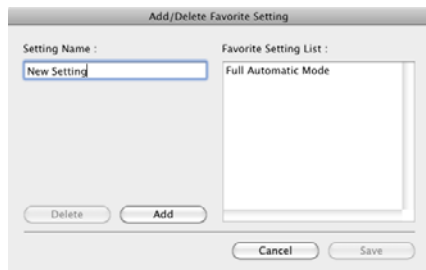 Add/Delete Favorite Setting
Setting Name :
New Setting
Delete
Add
Favorite Setting List :
Full Automatic Mode
Cancel
Save